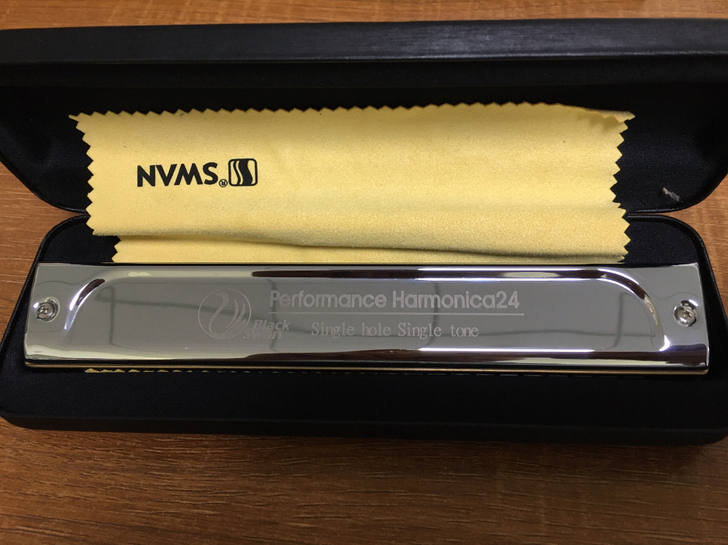 ® SWAN
Performance Harmonica24
Black
Swan
Single hole Single tone